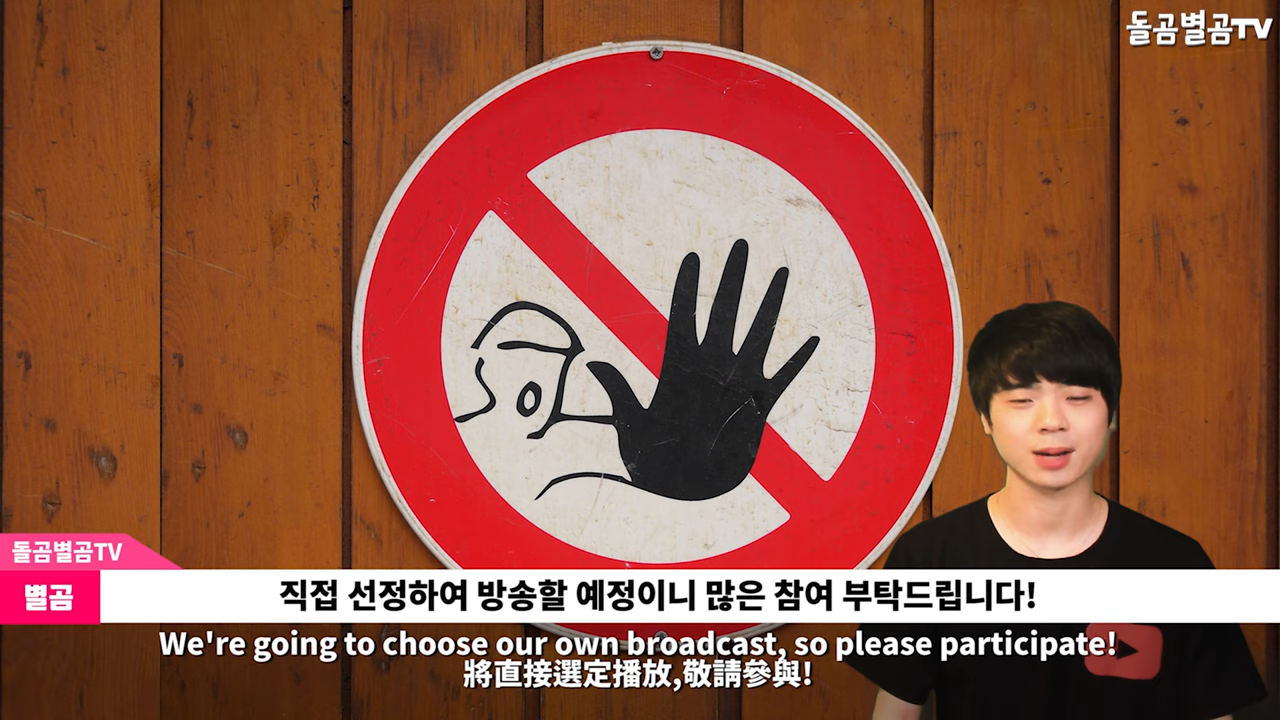 돌곰별곰TV
돌곰별곰TV
별곰
직접 선정하여 방송할 예정이니 많은 참여 부탁드립니다!
We're going to choose our own broadcast, so please participate!
將直接選定播放,敬請參與!